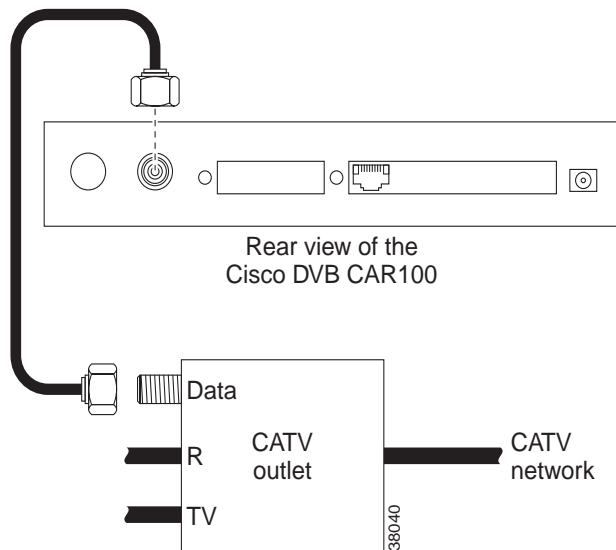 Rear view of the
Cisco DVB CAR100
Data
R
CATV
outlet
CATV
network
TV
38040